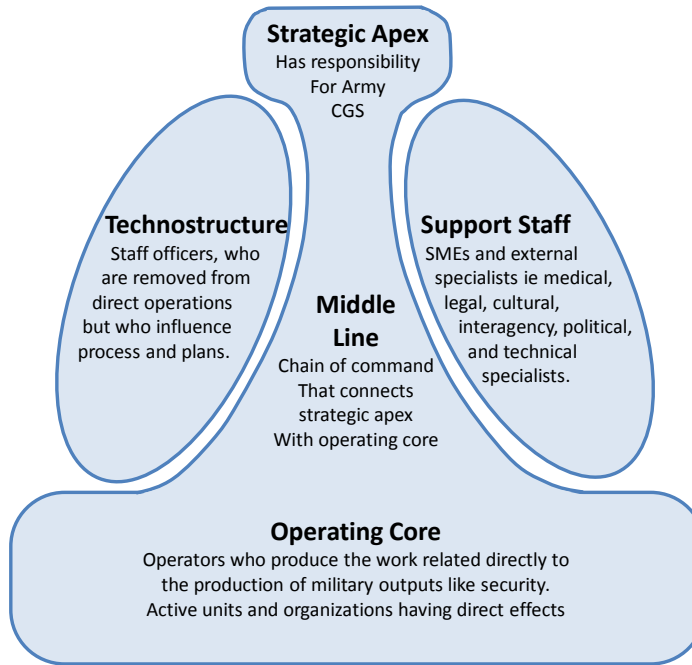 Strategic Apex
Has responsibility
For Army
CGS
Technostructure
Staff officers, who
are removed from
direct operations
but who influence
process and plans.
Support Staff
SMEs and external
specialists ie medical,
legal, cultural,
interagency, political,
and technical
specialists.
Middle
Line
Chain of command
That connects
strategic apex
With operating core
Operating Core
Operators who produce the work related directly to
the production of military outputs like security.
Active units and organizations having direct effects